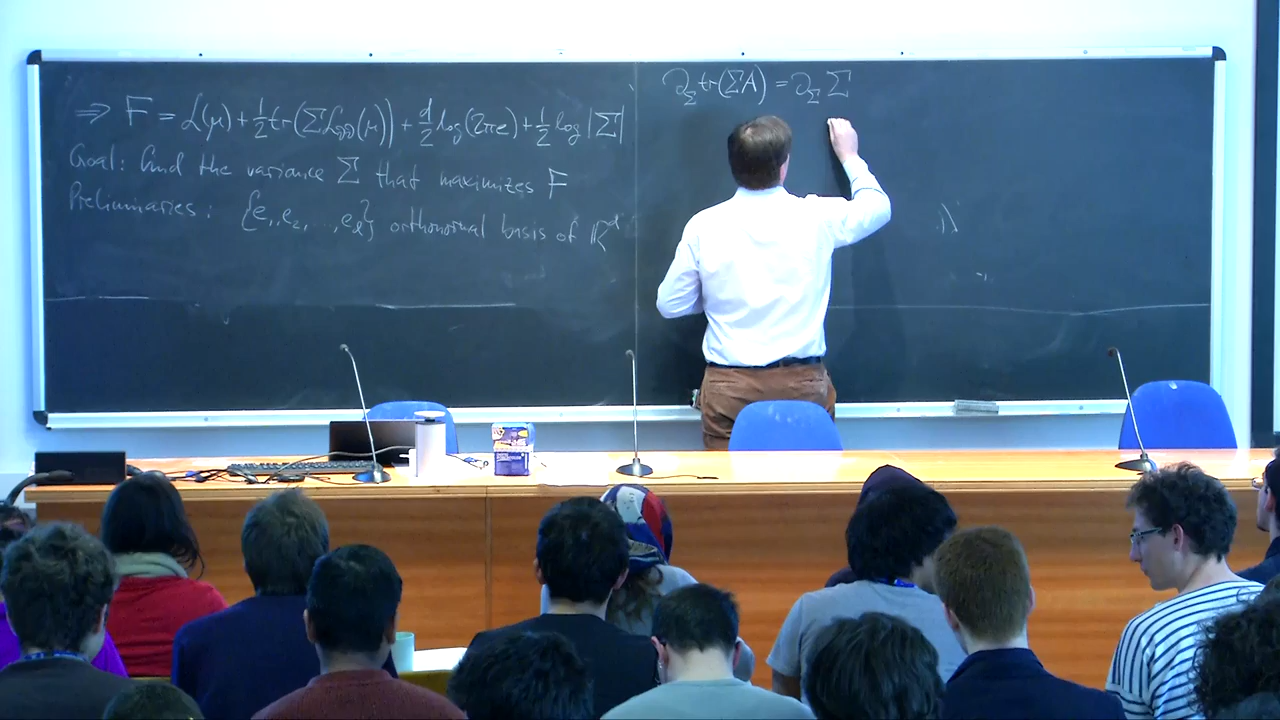 ⇒ F = ℒ(μ) + ½ tr(Σ ℒ_θθ(μ)) + d/2 log(2πe) + ½ log |Σ|
Goal: find the variance Σ that maximizes F
Preliminaries: {e₁, e₂, ..., e_d} orthonormal basis of ℝᵈ
∂_Σ tr(ΣA) = ∂_Σ Σ